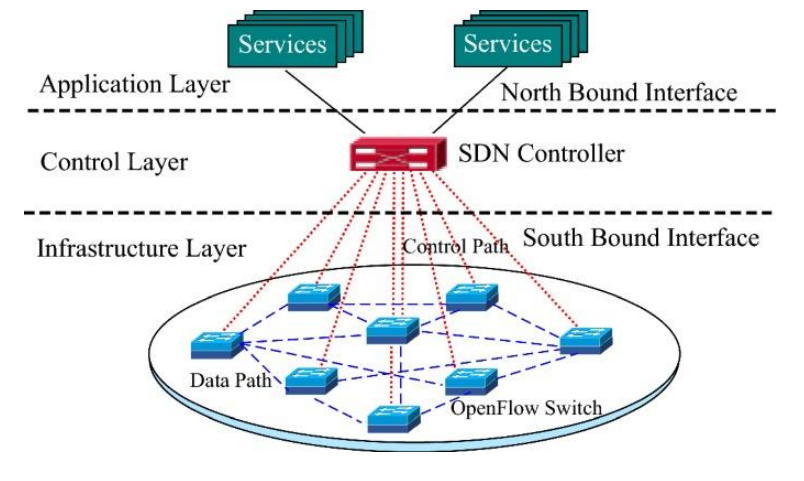 Services
Services
Application Layer
North Bound Interface
Control Layer
SDN Controller
Infrastructure Layer
Control Path
South Bound Interface
Data Path
OpenFlow Switch